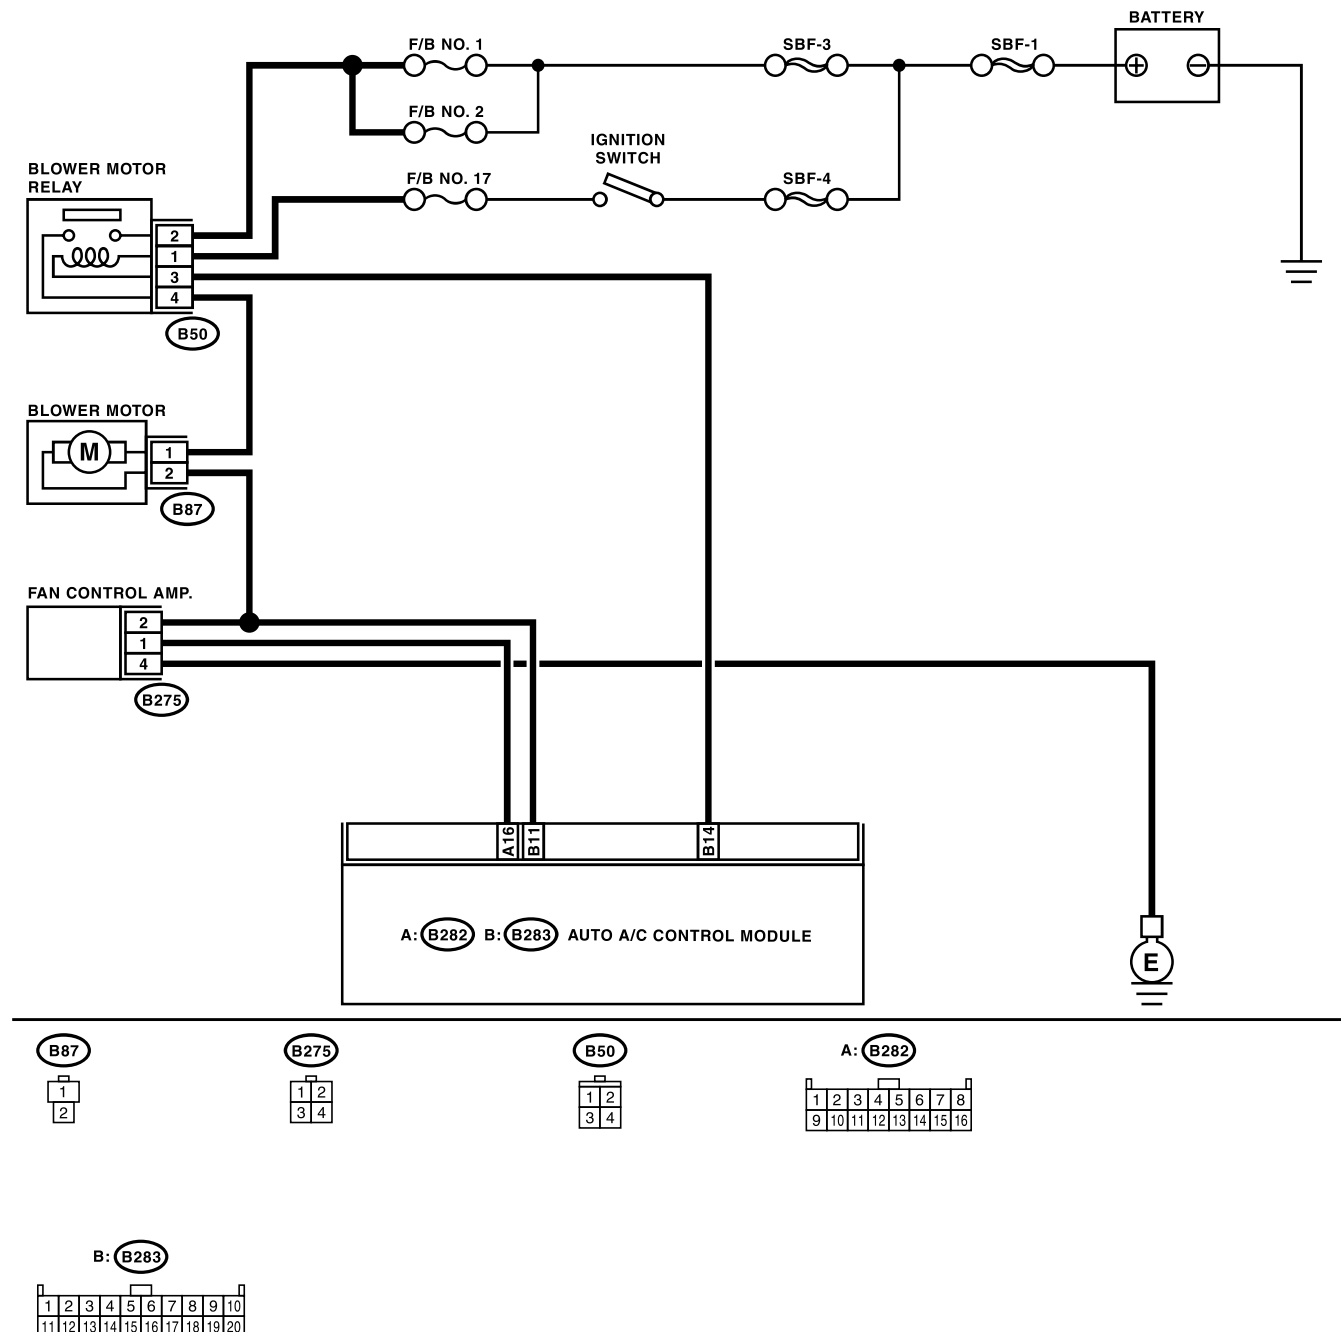 BATTERY
F/B NO. 1
SBF-3
SBF-1
F/B NO. 2
IGNITION
SWITCH
F/B NO. 17
SBF-4
BLOWER MOTOR
RELAY
2
1
3
4
B50
BLOWER MOTOR
M
1
2
B87
FAN CONTROL AMP.
2
1
4
B275
A16
B11
B14
A: B282 B: B283 AUTO A/C CONTROL MODULE
E
B87
1
2
B275
1 2
3 4
B50
1 2
3 4
A: B282
1 2 3 4 5 6 7 8
9 10 11 12 13 14 15 16
B: B283
1 2 3 4 5 6 7 8 9 10
11 12 13 14 15 16 17 18 19 20